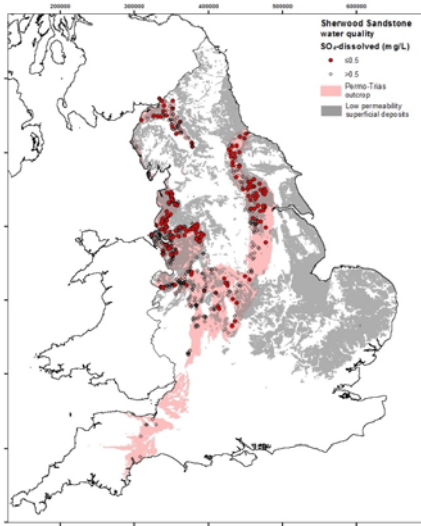 100000 200000 300000 400000 500000 600000
Sherwood Sandstone
water quality
SO₄-dissolved (mg/L)
≤0.5
>0.5
Permo-Trias
outcrop
Low permeability
superficial deposits